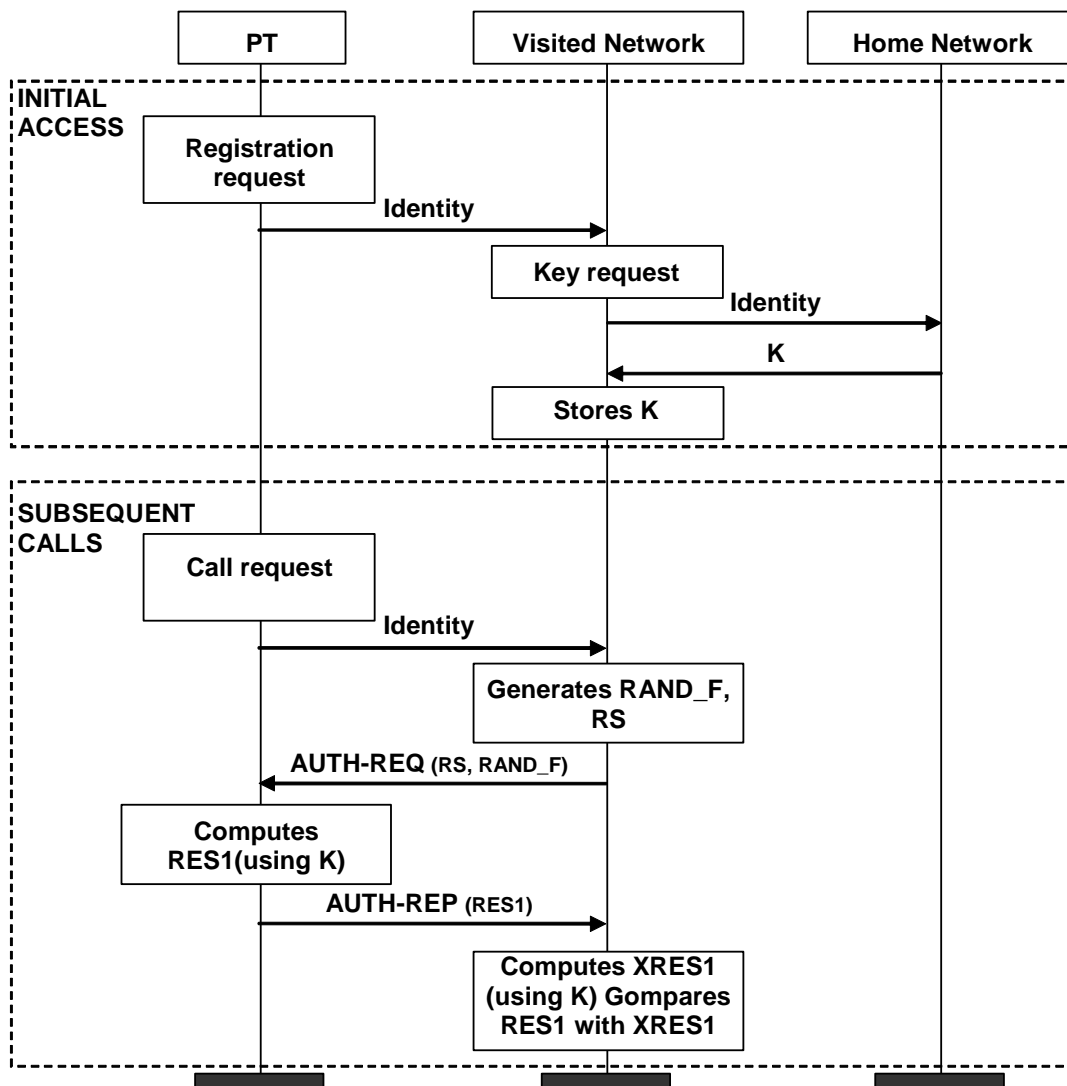 PT
Visited Network
Home Network
INITIAL
ACCESS
Registration
request
Identity
Key request
Identity
K
Stores K
SUBSEQUENT
CALLS
Call request
Identity
Generates RAND_F,
RS
AUTH-REQ (RS, RAND_F)
Computes
RES1(using K)
AUTH-REP (RES1)
Computes XRES1
(using K) Gompares
RES1 with XRES1